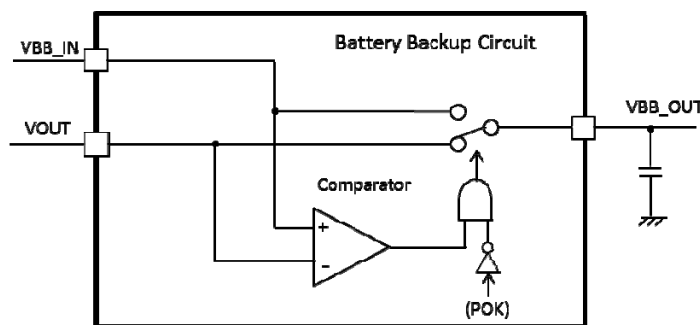 Battery Backup Circuit
VBB_IN
VBB_OUT
VOUT
Comparator
+
-
(POK)